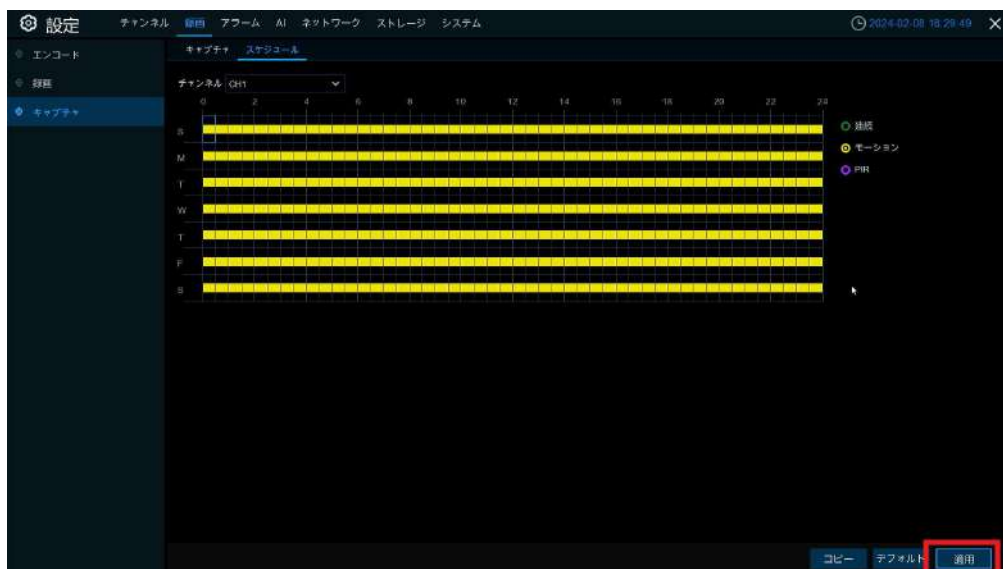 設定 チャンネル 録画 アラーム AI ネットワーク ストレージ システム 2024-02-08 18:29:49
エンコード
録画
キャプチャ
キャプチャ スケジュール
チャンネル CH1
0 2 4 6 8 10 12 14 16 18 20 22 24
S
M
T
W
T
F
S
連続
モーション
PIR
コピー デフォルト 適用